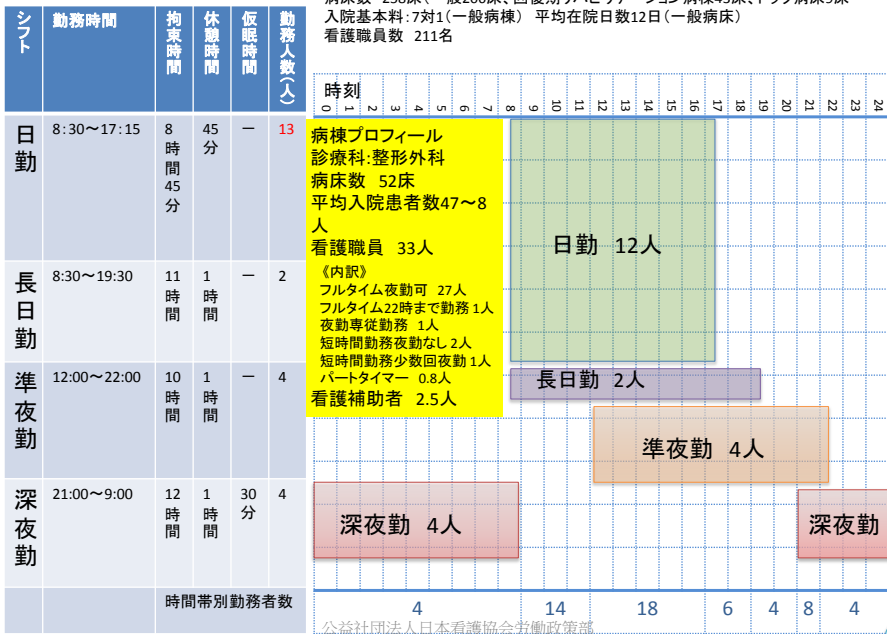 病床数 258床(一般208床、回復期リハビリテーション病棟45床、ドック病床5床
入院基本料:7対1(一般病棟) 平均在院日数12日(一般病床)
看護職員数 211名
シフト 勤務時間 拘束時間 休憩時間 仮眠時間 勤務人数(人)
時刻
0 1 2 3 4 5 6 7 8 9 10 11 12 13 14 15 16 17 18 19 20 21 22 23 24
日勤 8:30~17:15 8時間45分 45分 ー 13
病棟プロフィール
診療科:整形外科
病床数 52床
平均入院患者数47~8
人
看護職員 33人
《内訳》
フルタイム夜勤可 27人
フルタイム22時まで勤務 1人
夜勤専従勤務 1人
短時間勤務夜勤なし 2人
短時間勤務少数回夜勤 1人
パートタイマー 0.8人
看護補助者 2.5人
日勤 12人
長日勤 8:30~19:30 11時間 1時間 ー 2
長日勤 2人
準夜勤 12:00~22:00 10時間 1時間 ー 4
準夜勤 4人
深夜勤 21:00~9:00 12時間 1時間 30分 4
深夜勤 4人
深夜勤
時間帯別勤務者数
4 14 18 6 4 8 4
公益社団法人日本看護協会労働政策部